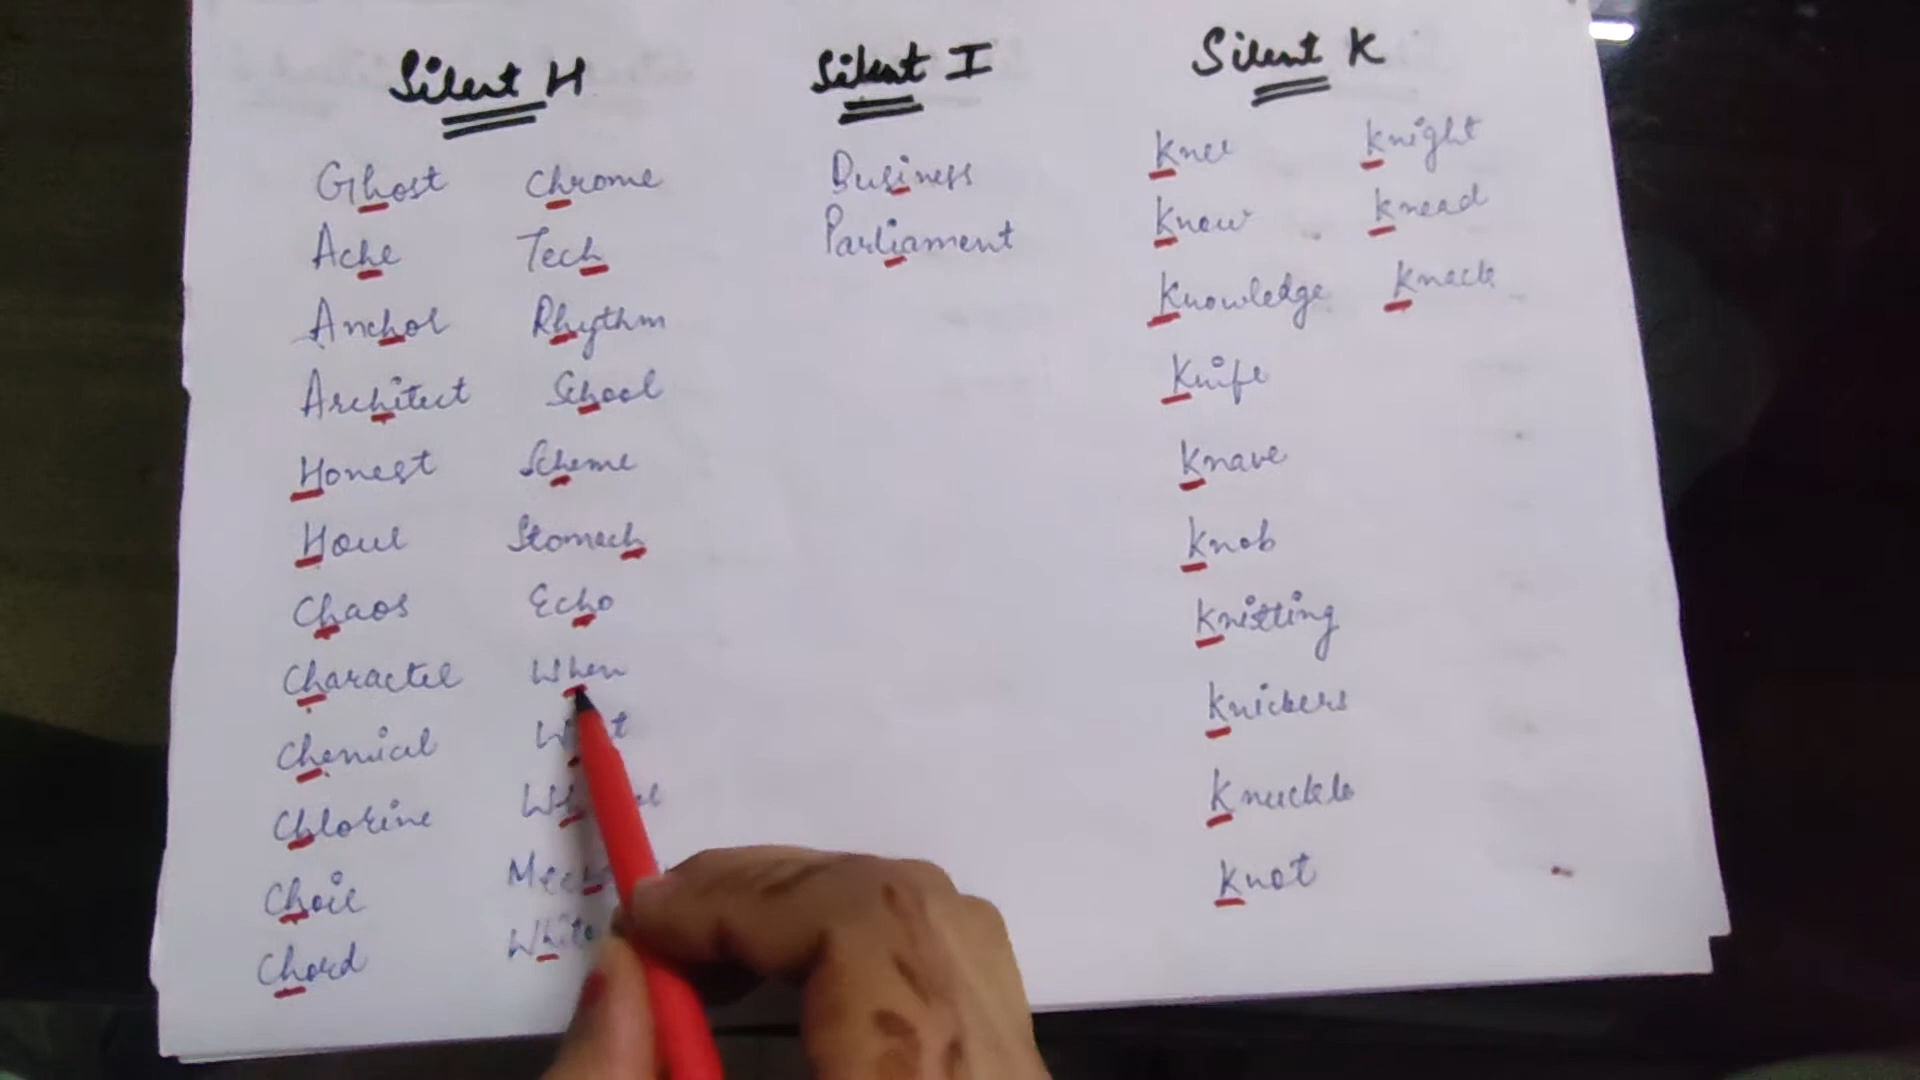 Silent H
Ghost Chrome
Ache Tech
Anchor Rhythm
Architect School
Honest Scheme
Hour Stomach
Chaos Echo
Character When
Chemical
Chlorine
Choir
Chord White
Silent I
Business
Parliament
Silent K
Knee Knight
Know Knead
Knowledge Knack
Knife
Knave
Knob
Knitting
Knickers
Knuckle
Knot